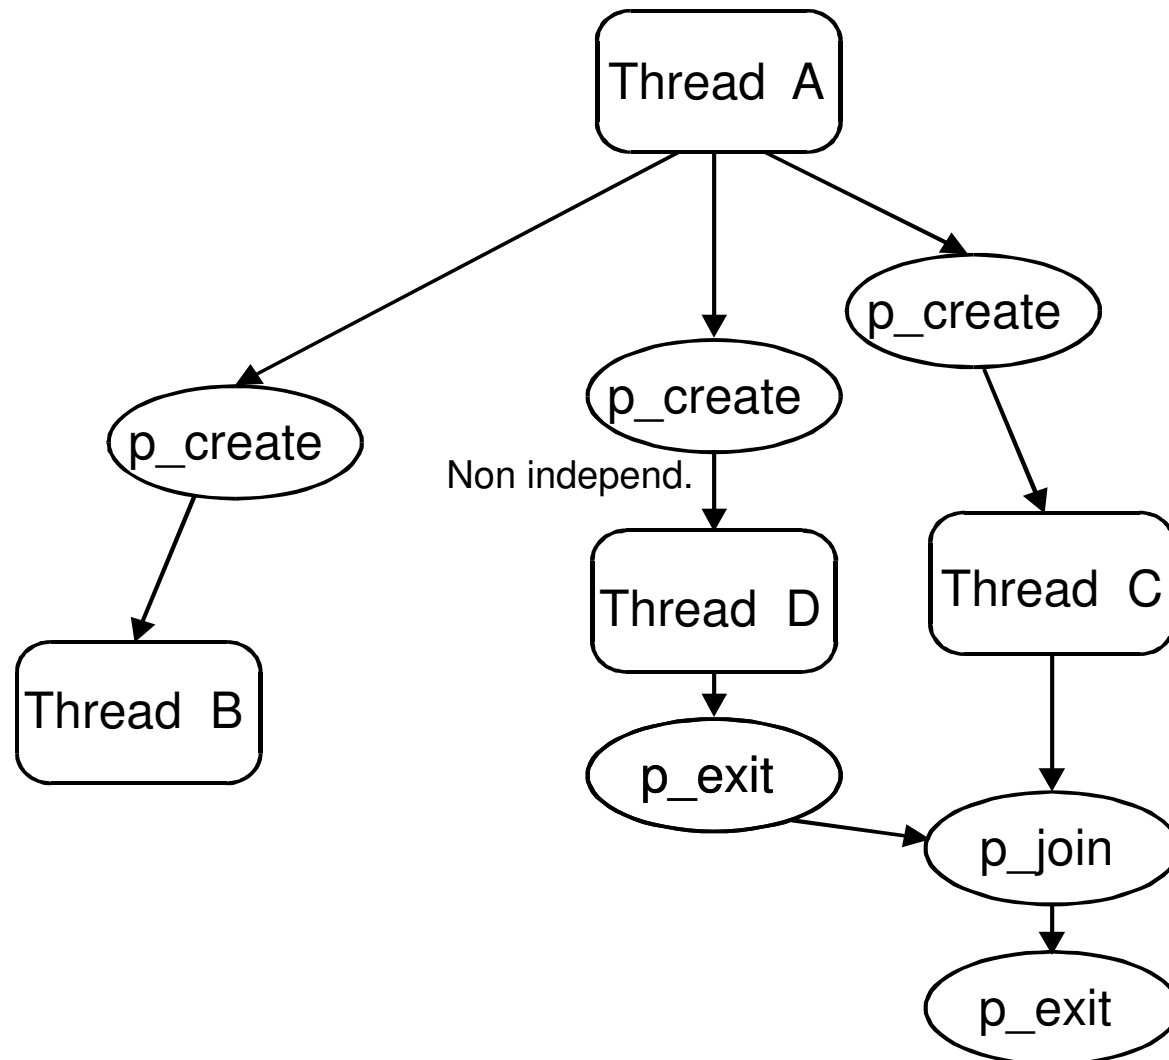 Thread A
p_create
p_create
p_create
Non independ.
Thread D
Thread C
Thread B
p_exit
p_join
p_exit